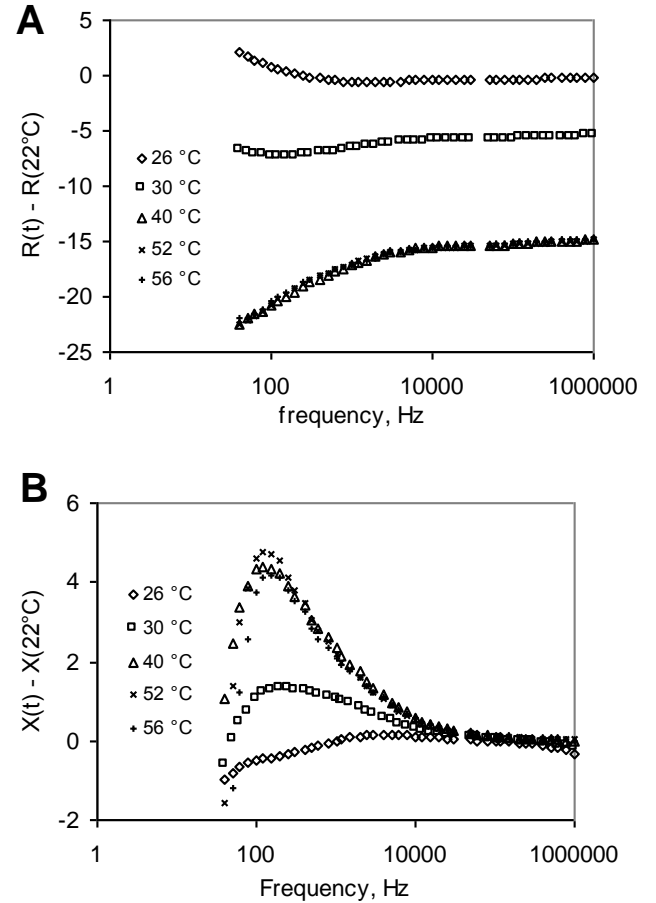 A
5
0
-5
-10
-15
-20
-25
R(t) - R(22°C)
26 °C
30 °C
40 °C
52 °C
56 °C
1
100
10000
1000000
frequency, Hz
B
6
4
2
0
-2
X(t) - X(22°C)
26 °C
30 °C
40 °C
52 °C
56 °C
1
100
10000
1000000
Frequency, Hz